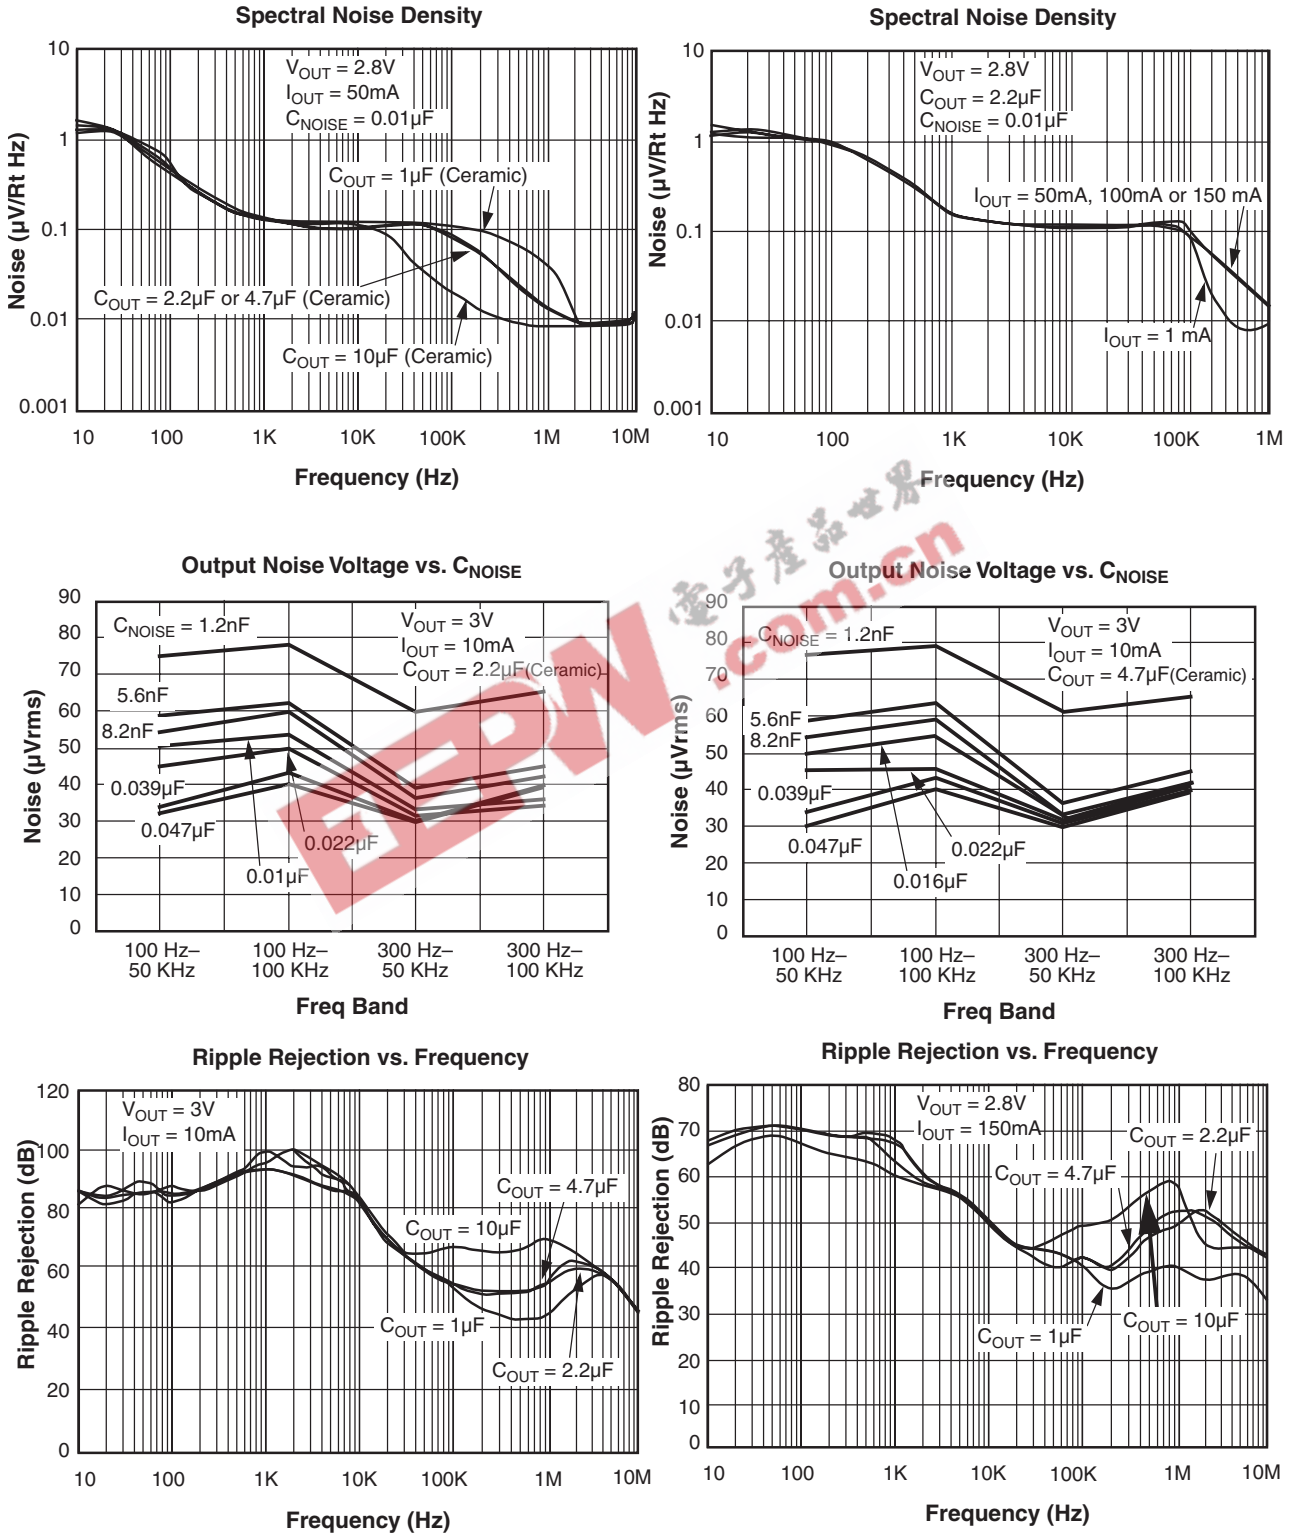 Spectral Noise Density
10
1
0.1
0.01
0.001
Noise (µV/Rt Hz)
VOUT = 2.8V
IOUT = 50mA
CNOISE = 0.01µF
COUT = 1µF (Ceramic)
COUT = 2.2µF or 4.7µF (Ceramic)
COUT = 10µF (Ceramic)
10 100 1K 10K 100K 1M 10M
Frequency (Hz)
Spectral Noise Density
10
1
0.1
0.01
.001
Noise (µV/Rt Hz)
VOUT = 2.8V
COUT = 2.2µF
CNOISE = 0.01µF
IOUT = 50mA, 100mA or 150 mA
IOUT = 1 mA
10 100 1K 10K 100K 1M
Frequency (Hz)
電子產品世界
.com.cn
EEPW
Output Noise Voltage vs. CNOISE
90
80
70
60
50
40
30
20
10
0
Noise (µVrms)
CNOISE = 1.2nF
VOUT = 3V
IOUT = 10mA
COUT = 2.2µF(Ceramic)
5.6nF
8.2nF
0.039µF
0.047µF
0.022µF
0.01µF
100 Hz– 100 Hz– 300 Hz– 300 Hz–
50 KHz 100 KHz 50 KHz 100 KHz
Freq Band
Output Noise Voltage vs. CNOISE
90
80
70
60
50
40
30
20
10
0
Noise (µVrms)
CNOISE = 1.2nF
VOUT = 3V
IOUT = 10mA
COUT = 4.7µF(Ceramic)
5.6nF
8.2nF
0.039µF
0.047µF
0.022µF
0.016µF
100 Hz– 100 Hz– 300 Hz– 300 Hz–
50 KHz 100 KHz 50 KHz 100 KHz
Freq Band
Ripple Rejection vs. Frequency
120
100
80
60
40
20
0
Ripple Rejection (dB)
VOUT = 3V
IOUT = 10mA
COUT = 4.7µF
COUT = 10µF
COUT = 1µF
COUT = 2.2µF
10 100 1K 10K 100K 1M 10M
Frequency (Hz)
Ripple Rejection vs. Frequency
80
70
60
50
40
30
20
10
0
Ripple Rejection (dB)
VOUT = 2.8V
IOUT = 150mA
COUT = 2.2µF
COUT = 4.7µF
COUT = 10µF
COUT = 1µF
10 100 1K 10K 100K 1M 10M
Frequency (Hz)